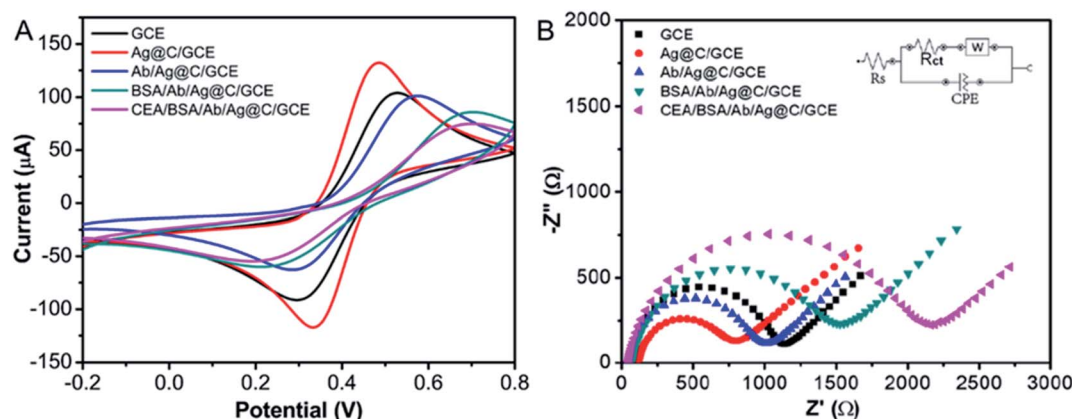 A
GCE
Ag@C/GCE
Ab/Ag@C/GCE
BSA/Ab/Ag@C/GCE
CEA/BSA/Ab/Ag@C/GCE
Current (μA)
150
100
50
0
-50
-100
-150
-0.2
0.0
0.2
0.4
0.6
0.8
Potential (V)
B
GCE
Ag@C/GCE
Ab/Ag@C/GCE
BSA/Ab/Ag@C/GCE
CEA/BSA/Ab/Ag@C/GCE
Rs
Rct
W
CPE
-Z'' (Ω)
-2000
1500
1000
500
0
0
500
1000
1500
2000
2500
3000
Z' (Ω)